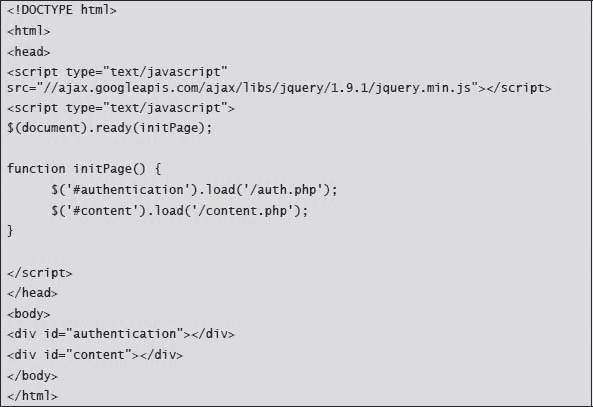 <!DOCTYPE html>
<html>
<head>
<script type="text/javascript"
src="//ajax.googleapis.com/ajax/libs/jquery/1.9.1/jquery.min.js"></script>
<script type="text/javascript">
$(document).ready(initPage);
function initPage() {
$('#authentication').load('/auth.php');
$('#content').load('/content.php');
}
</script>
</head>
<body>
<div id="authentication"></div>
<div id="content"></div>
</body>
</html>